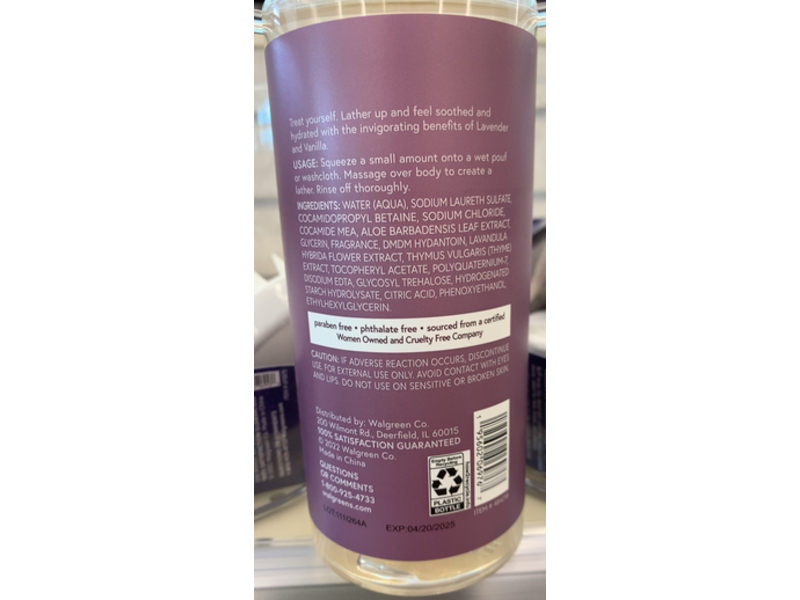 Treat yourself. Lather up and feel soothed and
hydrated with the invigorating benefits of Lavender
and Vanilla.
USAGE: Squeeze a small amount onto a wet pouf
or washcloth. Massage over body to create a
lather. Rinse off thoroughly.
INGREDIENTS: WATER (AQUA), SODIUM LAURETH SULFATE,
COCAMIDOPROPYL BETAINE, SODIUM CHLORIDE,
COCAMIDE MEA, ALOE BARBADENSIS LEAF EXTRACT,
GLYCERIN, FRAGRANCE, DMDM HYDANTOIN, LAVANDULA
HYBRIDA FLOWER EXTRACT, THYMUS VULGARIS (THYME)
EXTRACT, TOCOPHERYL ACETATE, POLYQUATERNIUM-7,
DISODIUM EDTA, GLYCOSYL TREHALOSE, HYDROGENATED
STARCH HYDROLYSATE, CITRIC ACID, PHENOXYETHANOL,
ETHYLHEXYLGLYCERIN.
paraben free • phthalate free • sourced from a certified
Women Owned and Cruelty Free Company
CAUTION: IF ADVERSE REACTION OCCURS, DISCONTINUE
USE. FOR EXTERNAL USE ONLY. AVOID CONTACT WITH EYES
AND LIPS. DO NOT USE ON SENSITIVE OR BROKEN SKIN.
Distributed by: Walgreen Co.
200 Wilmont Rd., Deerfield, IL 60015
100% SATISFACTION GUARANTEED
© 2022 Walgreen Co.
Made in China
QUESTIONS
OR COMMENTS
1-800-925-4733
walgreens.com
EXP:04/20/2025
Empty Before
Recycling
PLASTIC
BOTTLE
ITEM #